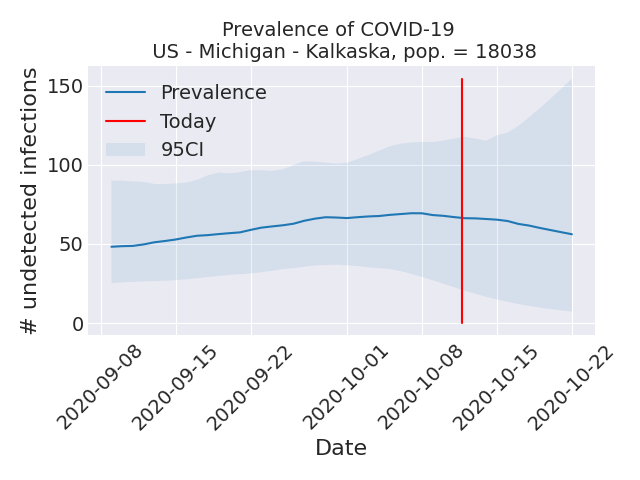 Prevalence of COVID-19
US - Michigan - Kalkaska, pop. = 18038
# undetected infections
150
100
50
0
Prevalence
Today
95CI
2020-09-08
2020-09-15
2020-09-22
2020-10-01
2020-10-08
2020-10-15
2020-10-22
Date